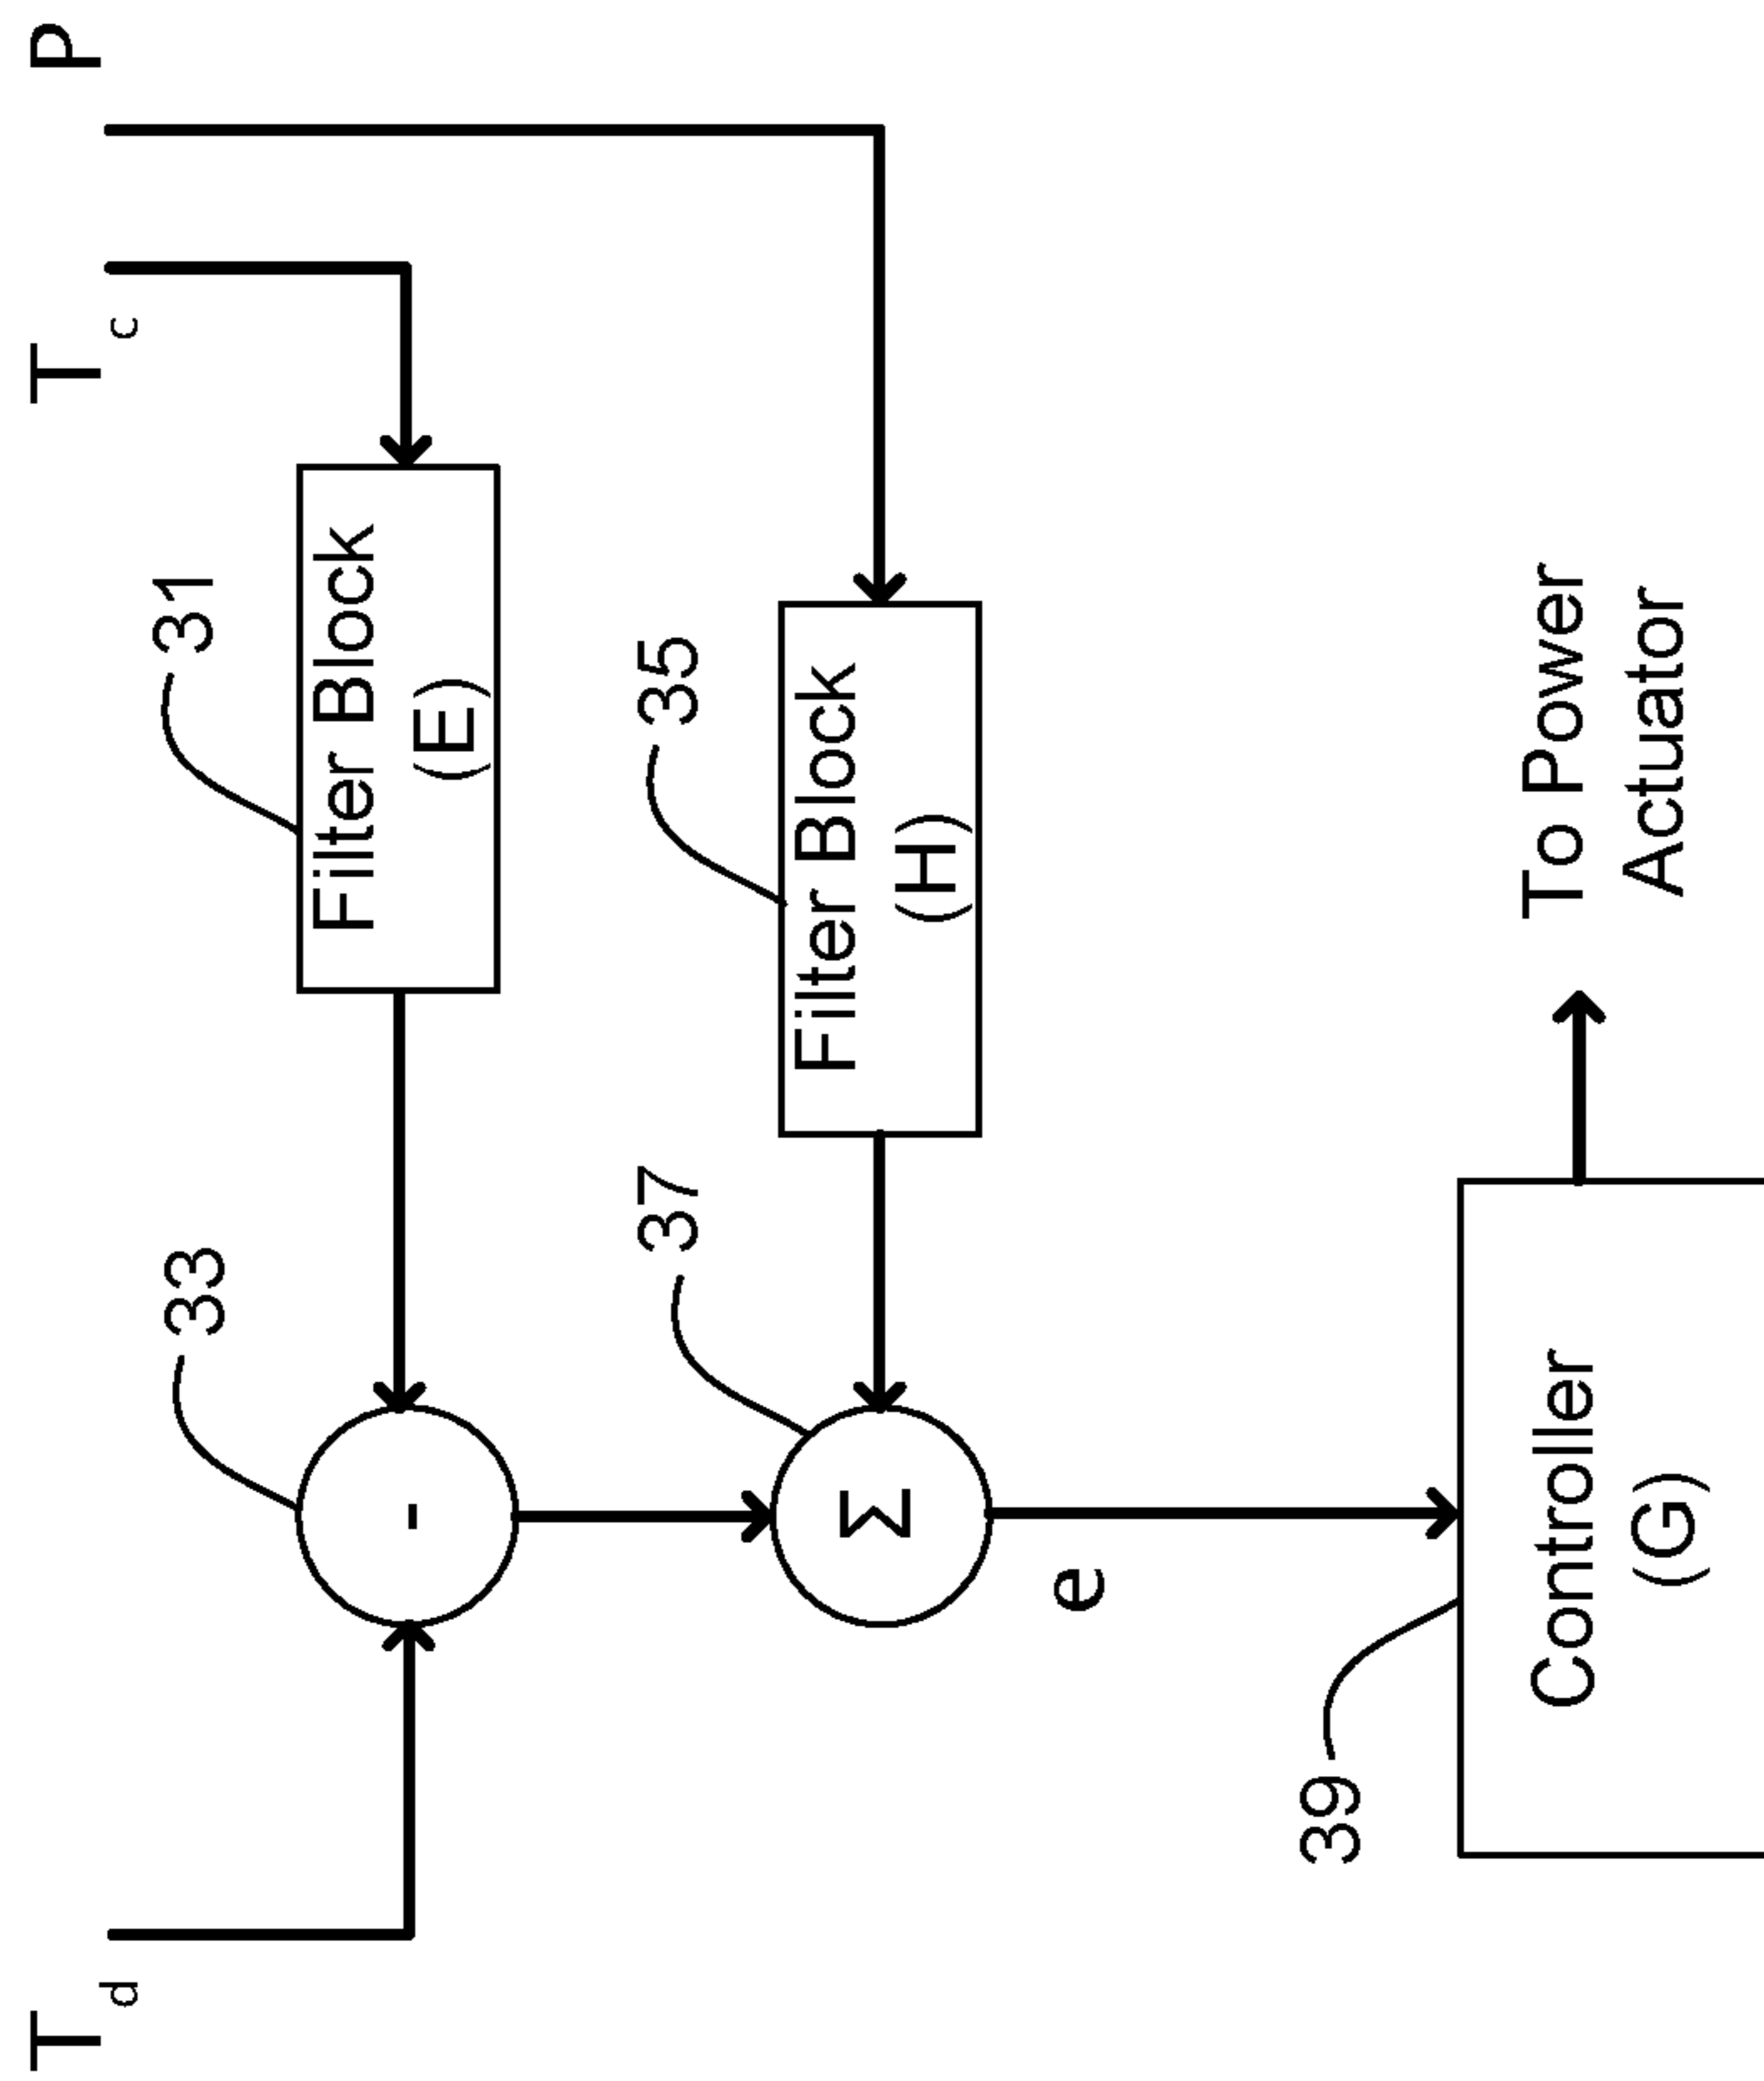 P
T c
31
Filter Block
(E)
35
Filter Block
(H)
33
-
37
Σ
e
T d
39
Controller
(G)
To Power
Actuator